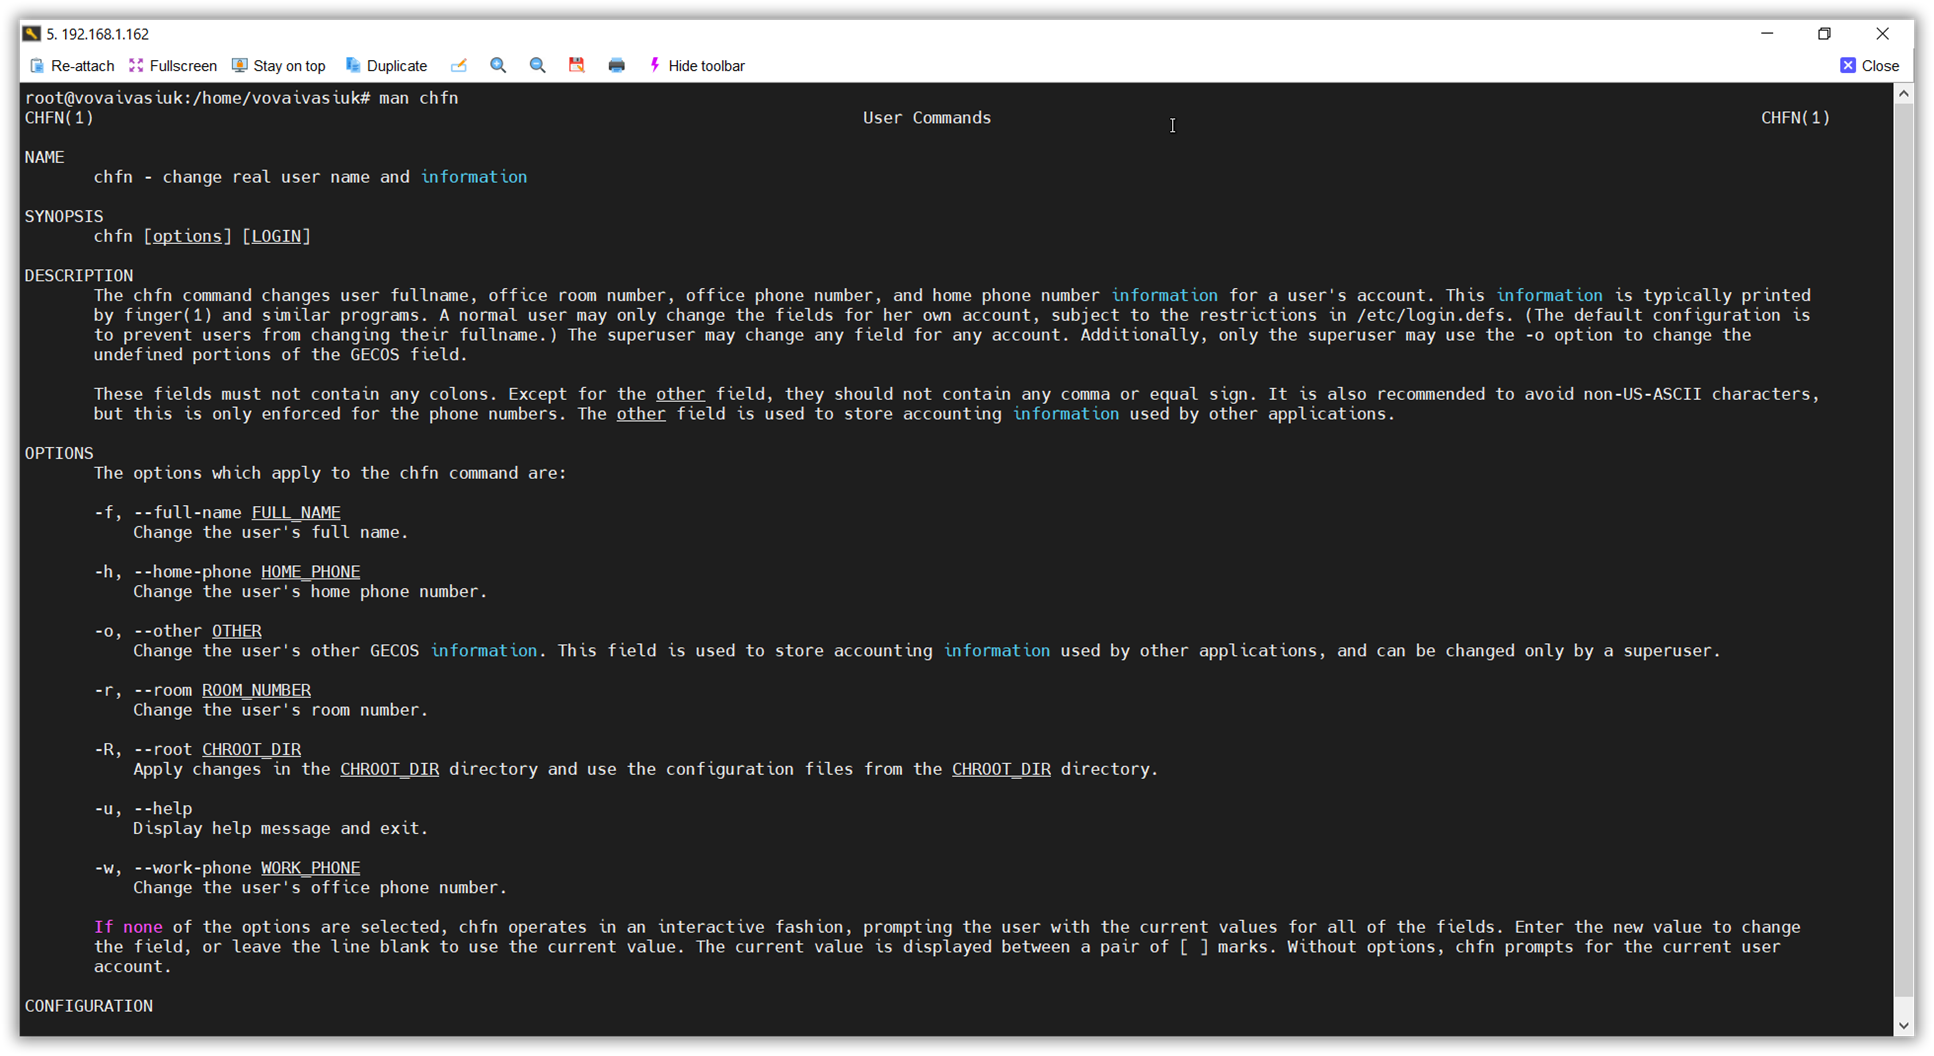 5. 192.168.1.162
Re-attach Fullscreen Stay on top Duplicate Hide toolbar Close
root@vovaivasiuk:/home/vovaivasiuk# man chfn
CHFN(1) User Commands CHFN(1)
NAME
chfn - change real user name and information
SYNOPSIS
chfn [options] [LOGIN]
DESCRIPTION
The chfn command changes user fullname, office room number, office phone number, and home phone number information for a user's account. This information is typically printed
by finger(1) and similar programs. A normal user may only change the fields for her own account, subject to the restrictions in /etc/login.defs. (The default configuration is
to prevent users from changing their fullname.) The superuser may change any field for any account. Additionally, only the superuser may use the -o option to change the
undefined portions of the GECOS field.
These fields must not contain any colons. Except for the other field, they should not contain any comma or equal sign. It is also recommended to avoid non-US-ASCII characters,
but this is only enforced for the phone numbers. The other field is used to store accounting information used by other applications.
OPTIONS
The options which apply to the chfn command are:
-f, --full-name FULL_NAME
Change the user's full name.
-h, --home-phone HOME_PHONE
Change the user's home phone number.
-o, --other OTHER
Change the user's other GECOS information. This field is used to store accounting information used by other applications, and can be changed only by a superuser.
-r, --room ROOM_NUMBER
Change the user's room number.
-R, --root CHROOT_DIR
Apply changes in the CHROOT_DIR directory and use the configuration files from the CHROOT_DIR directory.
-u, --help
Display help message and exit.
-w, --work-phone WORK_PHONE
Change the user's office phone number.
If none of the options are selected, chfn operates in an interactive fashion, prompting the user with the current values for all of the fields. Enter the new value to change
the field, or leave the line blank to use the current value. The current value is displayed between a pair of [ ] marks. Without options, chfn prompts for the current user
account.
CONFIGURATION